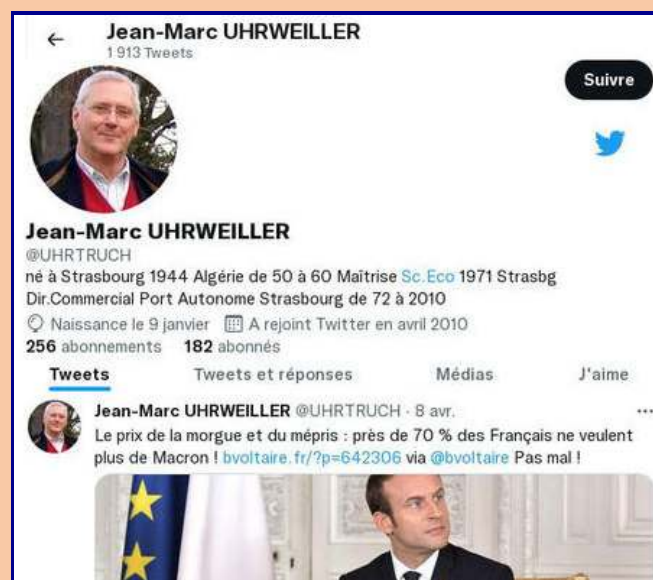 Jean-Marc UHRWEILLER
1 913 Tweets
Suivre
Jean-Marc UHRWEILLER
@UHRTRUCH
né à Strasbourg 1944 Algérie de 50 à 60 Maîtrise Sc.Eco 1971 Strasbg
Dir.Commercial Port Autonome Strasbourg de 72 à 2010
Naissance le 9 janvier A rejoint Twitter en avril 2010
256 abonnements 182 abonnés
Tweets Tweets et réponses Médias J'aime
Jean-Marc UHRWEILLER @UHRTRUCH · 8 avr.
Le prix de la morgue et du mépris : près de 70 % des Français ne veulent
plus de Macron ! bvoltaire.fr/?p=642306 via @bvoltaire Pas mal !